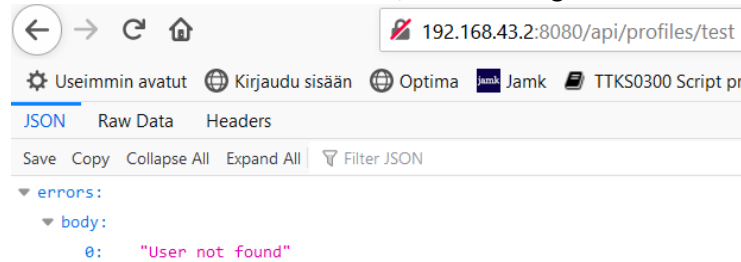 192.168.43.2:8080/api/profiles/test
Useimmin avatut Kirjaudu sisään Optima jamk Jamk TTKS0300 Script pr
JSON Raw Data Headers
Save Copy Collapse All Expand All Filter JSON
errors:
body:
0: "User not found"